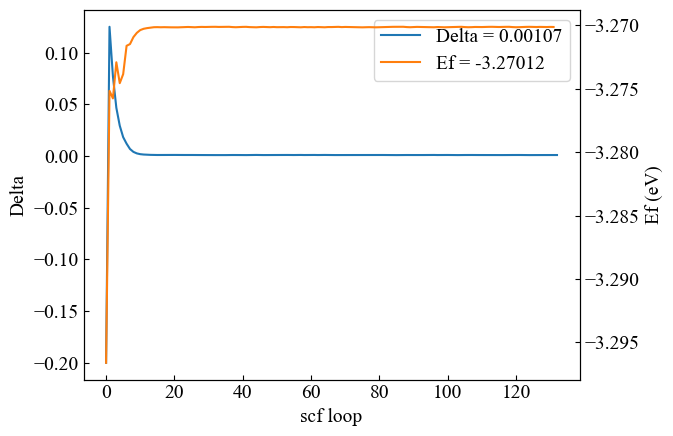 Delta = 0.00107
Ef = -3.27012
0.10
0.05
0.00
−0.05
−0.10
−0.15
−0.20
Delta
−3.270
−3.275
−3.280
−3.285
−3.290
−3.295
Ef (eV)
0 20 40 60 80 100 120
scf loop